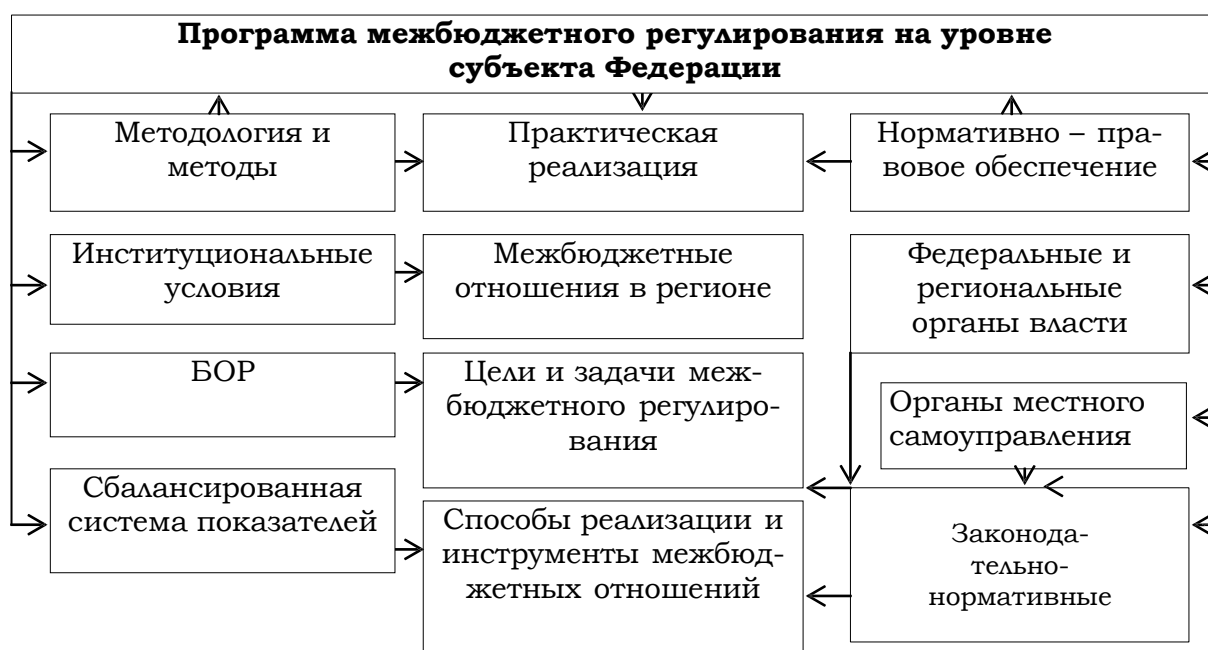 Программа межбюджетного регулирования на уровне
субъекта Федерации
Методология и
методы
Практическая
реализация
Нормативно – пра-
вовое обеспечение
Институциональные
условия
Межбюджетные
отношения в регионе
Федеральные и
региональные
органы власти
БОР
Цели и задачи меж-
бюджетного регулиро-
вания
Органы местного
самоуправления
Сбалансированная
система показателей
Способы реализации и
инструменты межбюд-
жетных отношений
Законода-
тельно-
нормативные